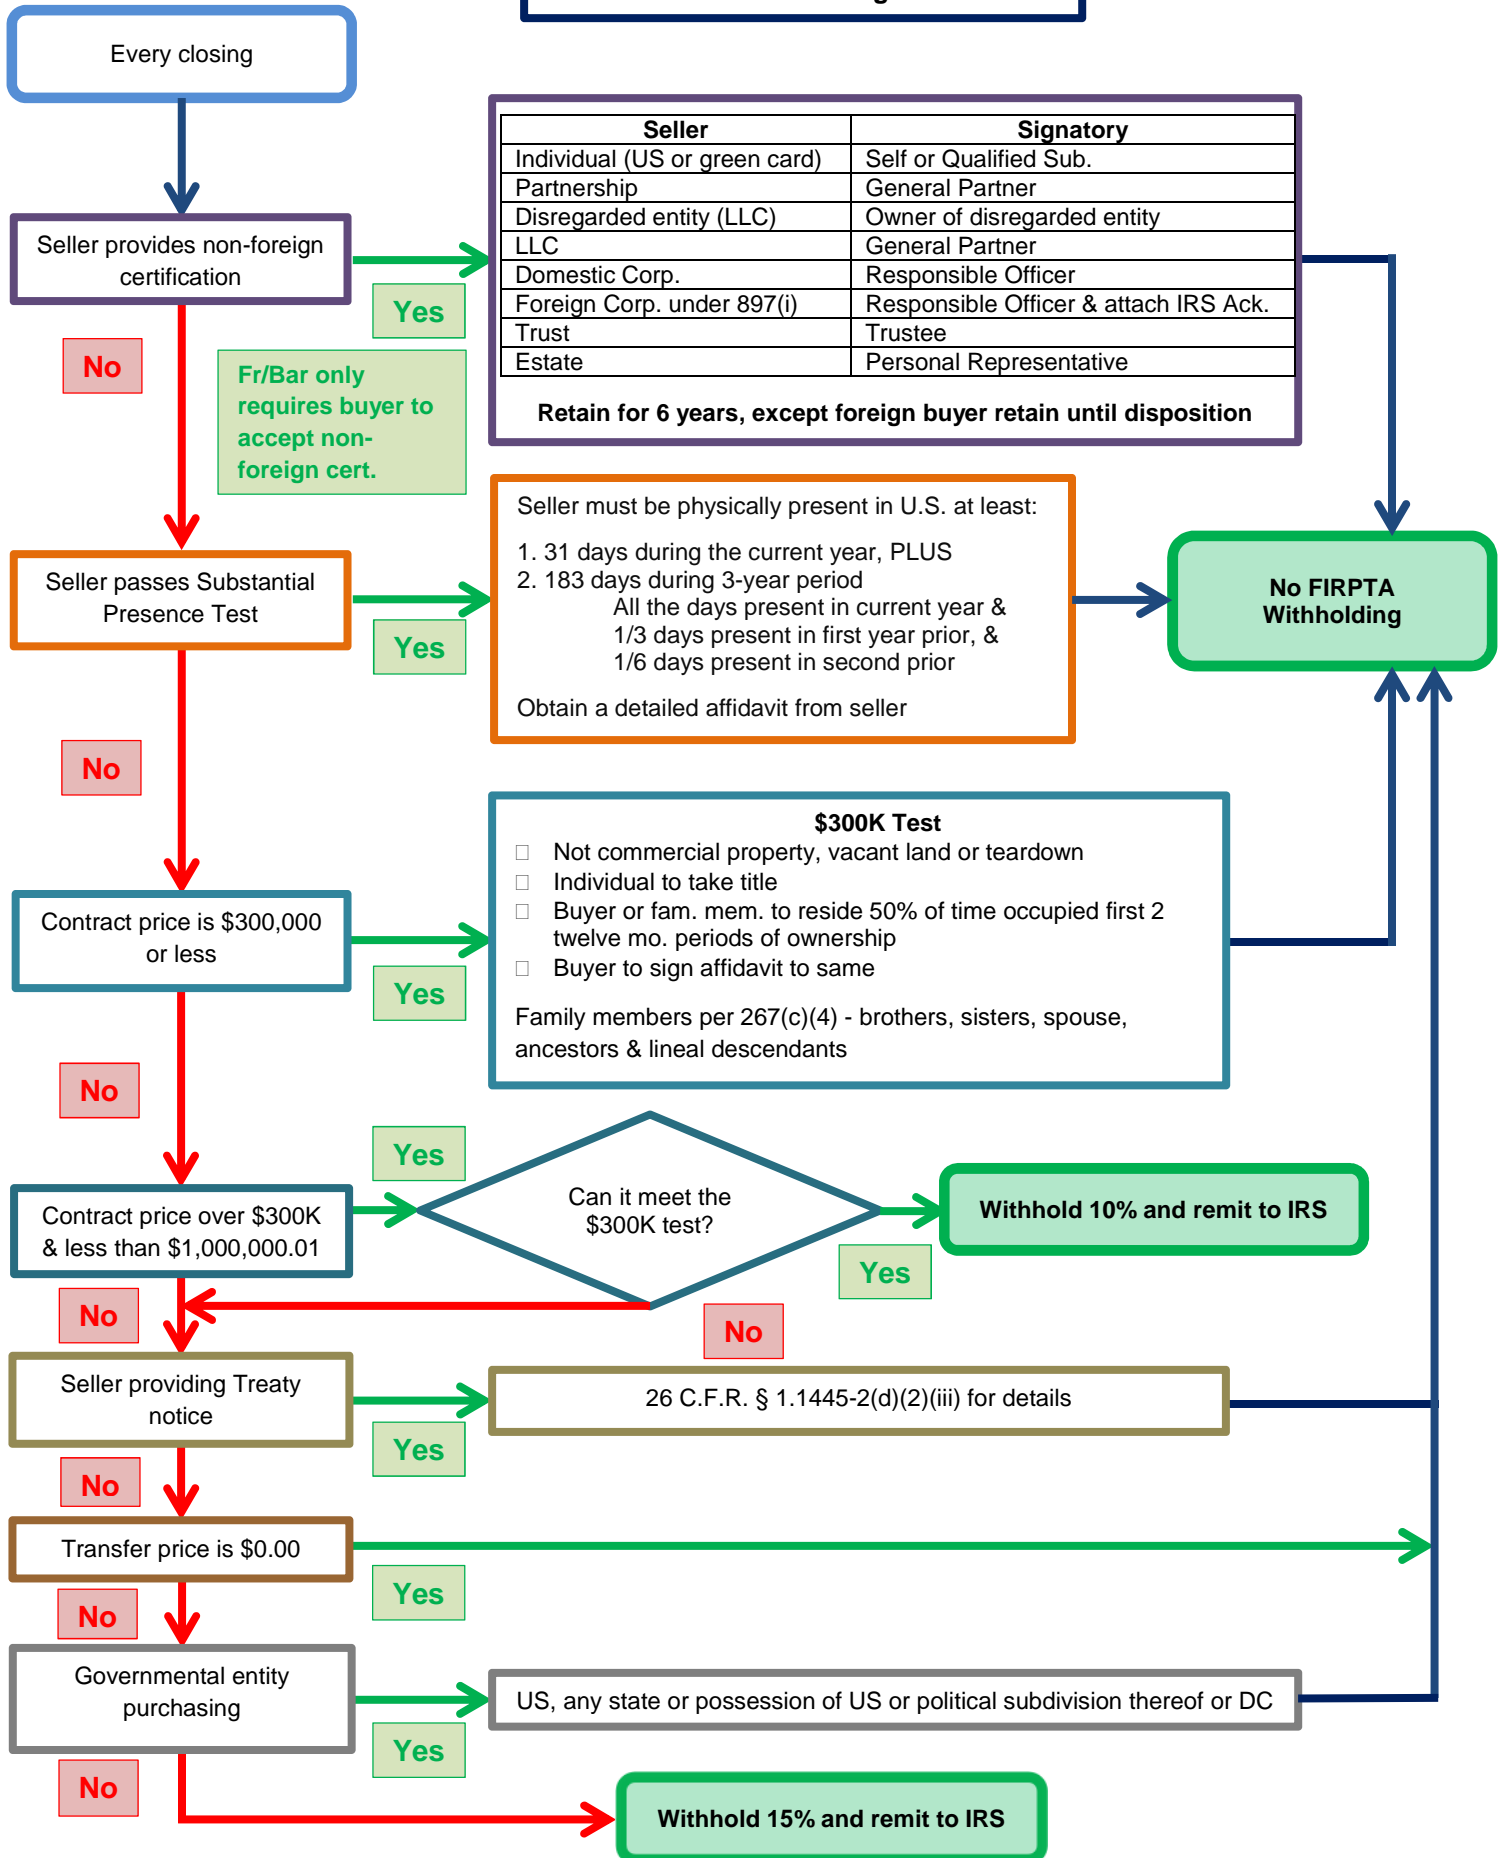 Every closing
Seller Signatory
Individual (US or green card) Self or Qualified Sub.
Partnership General Partner
Disregarded entity (LLC) Owner of disregarded entity
LLC General Partner
Domestic Corp. Responsible Officer
Foreign Corp. under 897(i) Responsible Officer & attach IRS Ack.
Trust Trustee
Estate Personal Representative
Retain for 6 years, except foreign buyer retain until disposition
Seller provides non-foreign
certification
Yes
No
Fr/Bar only
requires buyer to
accept non-
foreign cert.
Seller passes Substantial
Presence Test
Yes
Seller must be physically present in U.S. at least:
1. 31 days during the current year, PLUS
2. 183 days during 3-year period
All the days present in current year &
1/3 days present in first year prior, &
1/6 days present in second prior
Obtain a detailed affidavit from seller
No FIRPTA
Withholding
No
Contract price is $300,000
or less
Yes
$300K Test
Not commercial property, vacant land or teardown
Individual to take title
Buyer or fam. mem. to reside 50% of time occupied first 2
twelve mo. periods of ownership
Buyer to sign affidavit to same
Family members per 267(c)(4) - brothers, sisters, spouse,
ancestors & lineal descendants
No
Contract price over $300K
& less than $1,000,000.01
Yes
Can it meet the
$300K test?
Yes
Withhold 10% and remit to IRS
No
No
Seller providing Treaty
notice
Yes
26 C.F.R. § 1.1445-2(d)(2)(iii) for details
No
Transfer price is $0.00
Yes
No
Governmental entity
purchasing
Yes
US, any state or possession of US or political subdivision thereof or DC
No
Withhold 15% and remit to IRS